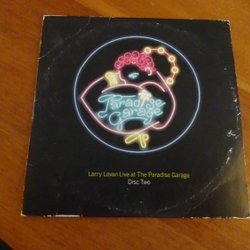 Paradise
Garage
Larry Levan Live at The Paradise Garage
Disc Two